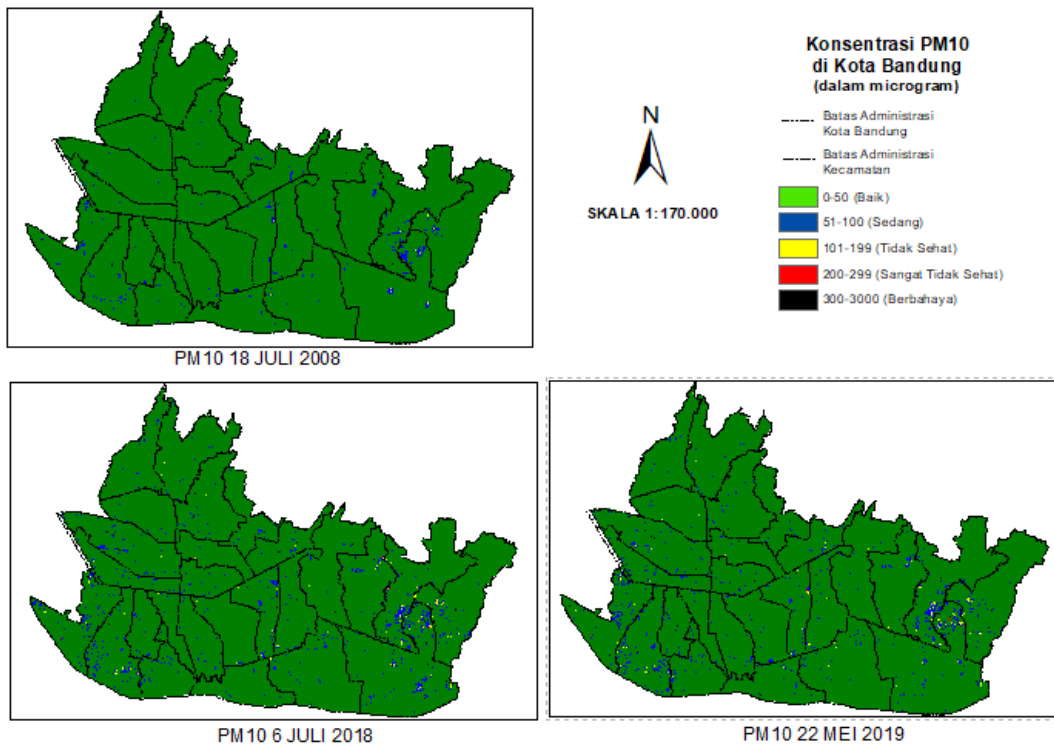 Konsentrasi PM10
di Kota Bandung
(dalam microgram)
N
SKALA 1:170.000
Batas Administrasi
Kota Bandung
Batas Administrasi
Kecamatan
0-50 (Baik)
51-100 (Sedang)
101-199 (Tidak Sehat)
200-299 (Sangat Tidak Sehat)
300-3000 (Berbahaya)
PM10 18 JULI 2008
PM10 6 JULI 2018
PM10 22 MEI 2019